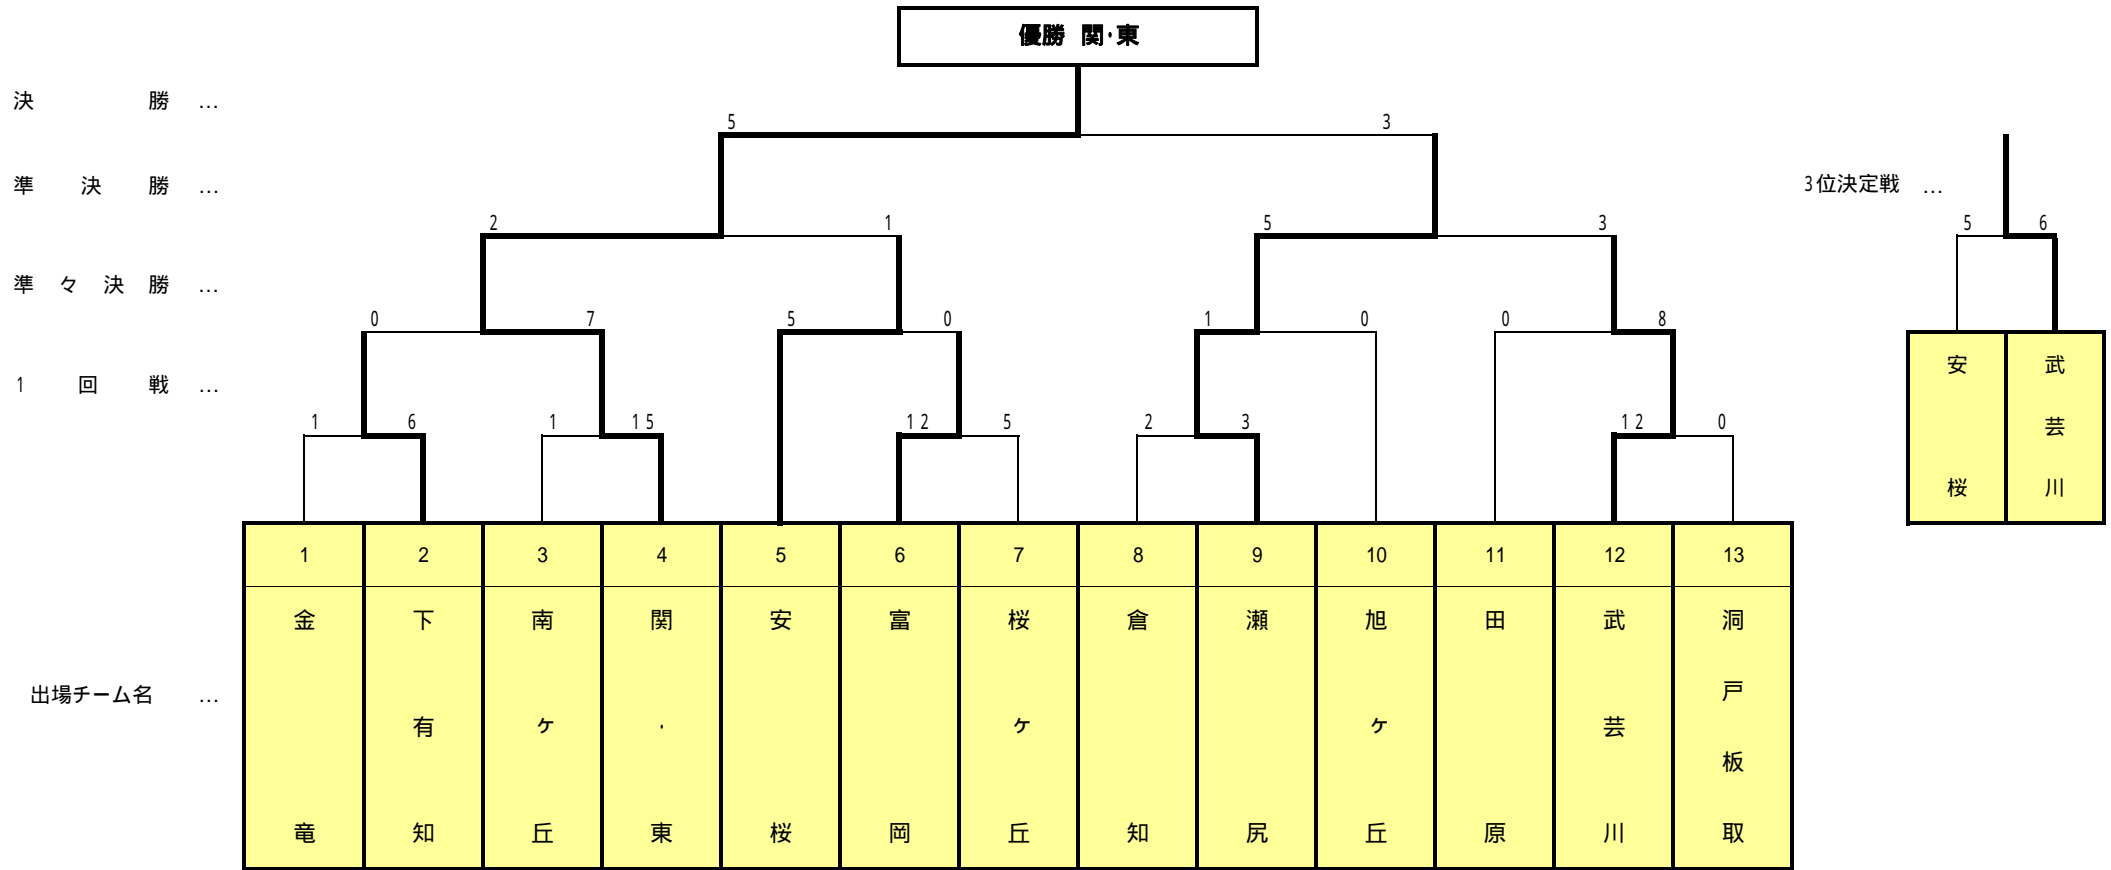 優勝 関・東
決勝 …
5 3
準決勝 …
3位決定戦 …
2 1 5 3
5 6
準々決勝 …
0 7 5 0 1 0 0 8
1回戦 …
1 6 1 15 12 5 2 3 12 0
安桜 武芸川
1 2 3 4 5 6 7 8 9 10 11 12 13
出場チーム名 …
金竜
下有知
南ケ丘
関・東
安桜
富岡
桜ケ丘
倉知
瀬尻
旭ケ丘
田原
武芸川
洞戸板取